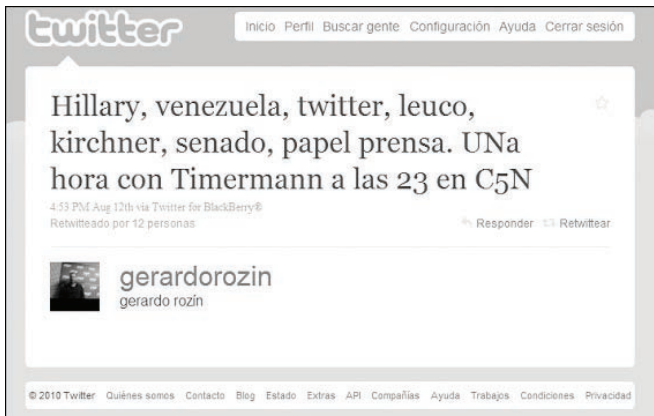 twitter
Inicio Perfil Buscar gente Configuración Ayuda Cerrar sesión
Hillary, venezuela, twitter, leuco,
kirchner, senado, papel prensa. UNa
hora con Timermann a las 23 en C5N
4:53 PM Aug 12th via Twitter for BlackBerry®
Retwitteado por 12 personas
Responder Retwittear
gerardorozin
gerardo rozín
© 2010 Twitter Quiénes somos Contacto Blog Estado Extras API Compañías Ayuda Trabajos Condiciones Privacidad